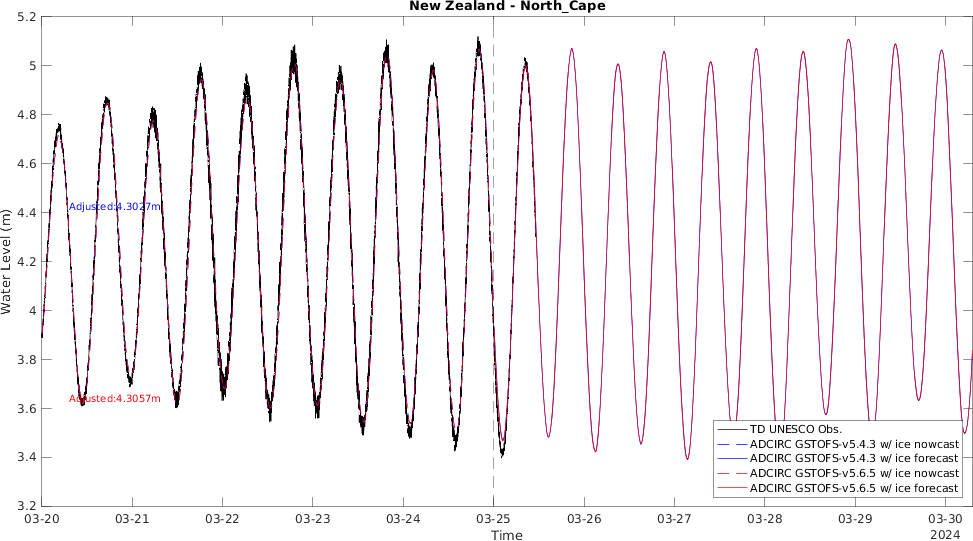 New Zealand - North_Cape
5.2
5
4.8
4.6
4.4
4.2
4
3.8
3.6
3.4
3.2
Water Level (m)
Adjusted:4.3027m
Adjusted:4.3057m
TD UNESCO Obs.
ADCIRC GSTOFS-v5.4.3 w/ ice nowcast
ADCIRC GSTOFS-v5.4.3 w/ ice forecast
ADCIRC GSTOFS-v5.6.5 w/ ice nowcast
ADCIRC GSTOFS-v5.6.5 w/ ice forecast
03-20 03-21 03-22 03-23 03-24 03-25 03-26 03-27 03-28 03-29 03-30
Time
2024